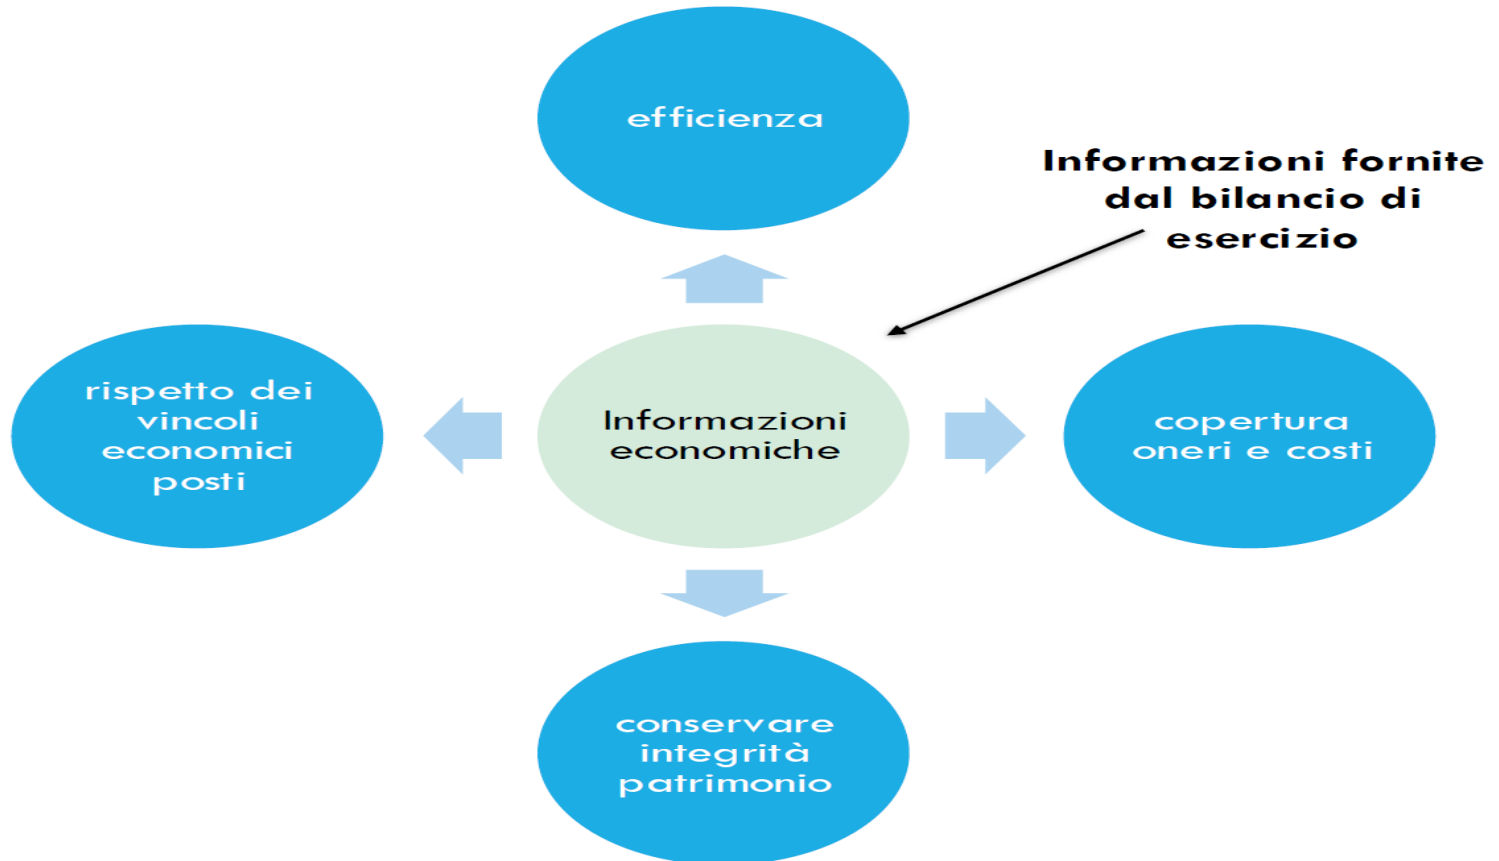 efficienza
Informazioni fornite
dal bilancio di
esercizio
rispetto dei
vincoli
economici
posti
Informazioni
economiche
copertura
oneri e costi
conservare
integrità
patrimonio